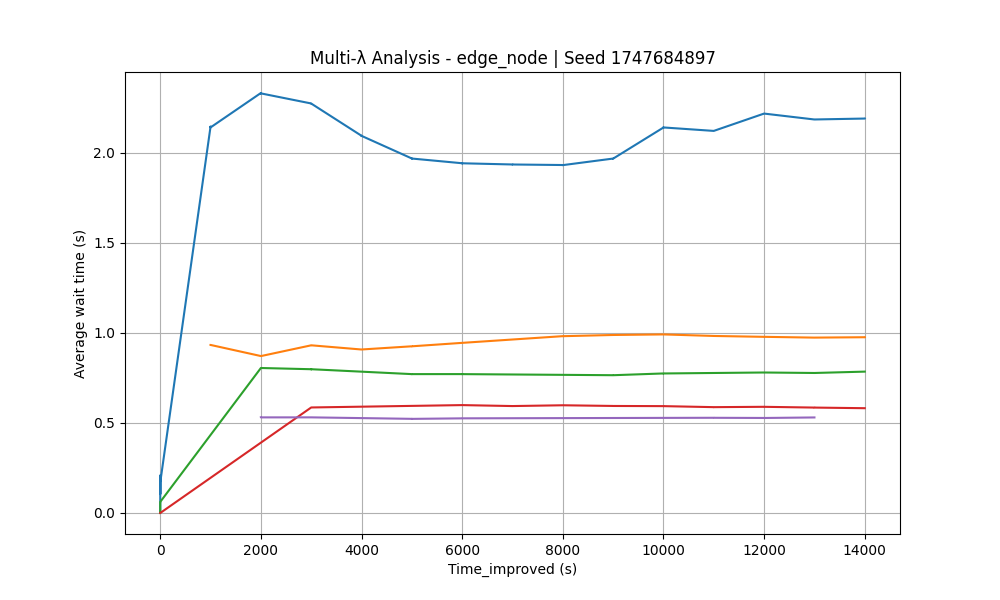 Multi-λ Analysis - edge_node | Seed 1747684897
Average wait time (s)
2.0
1.5
1.0
0.5
0.0
0 2000 4000 6000 8000 10000 12000 14000
Time_improved (s)